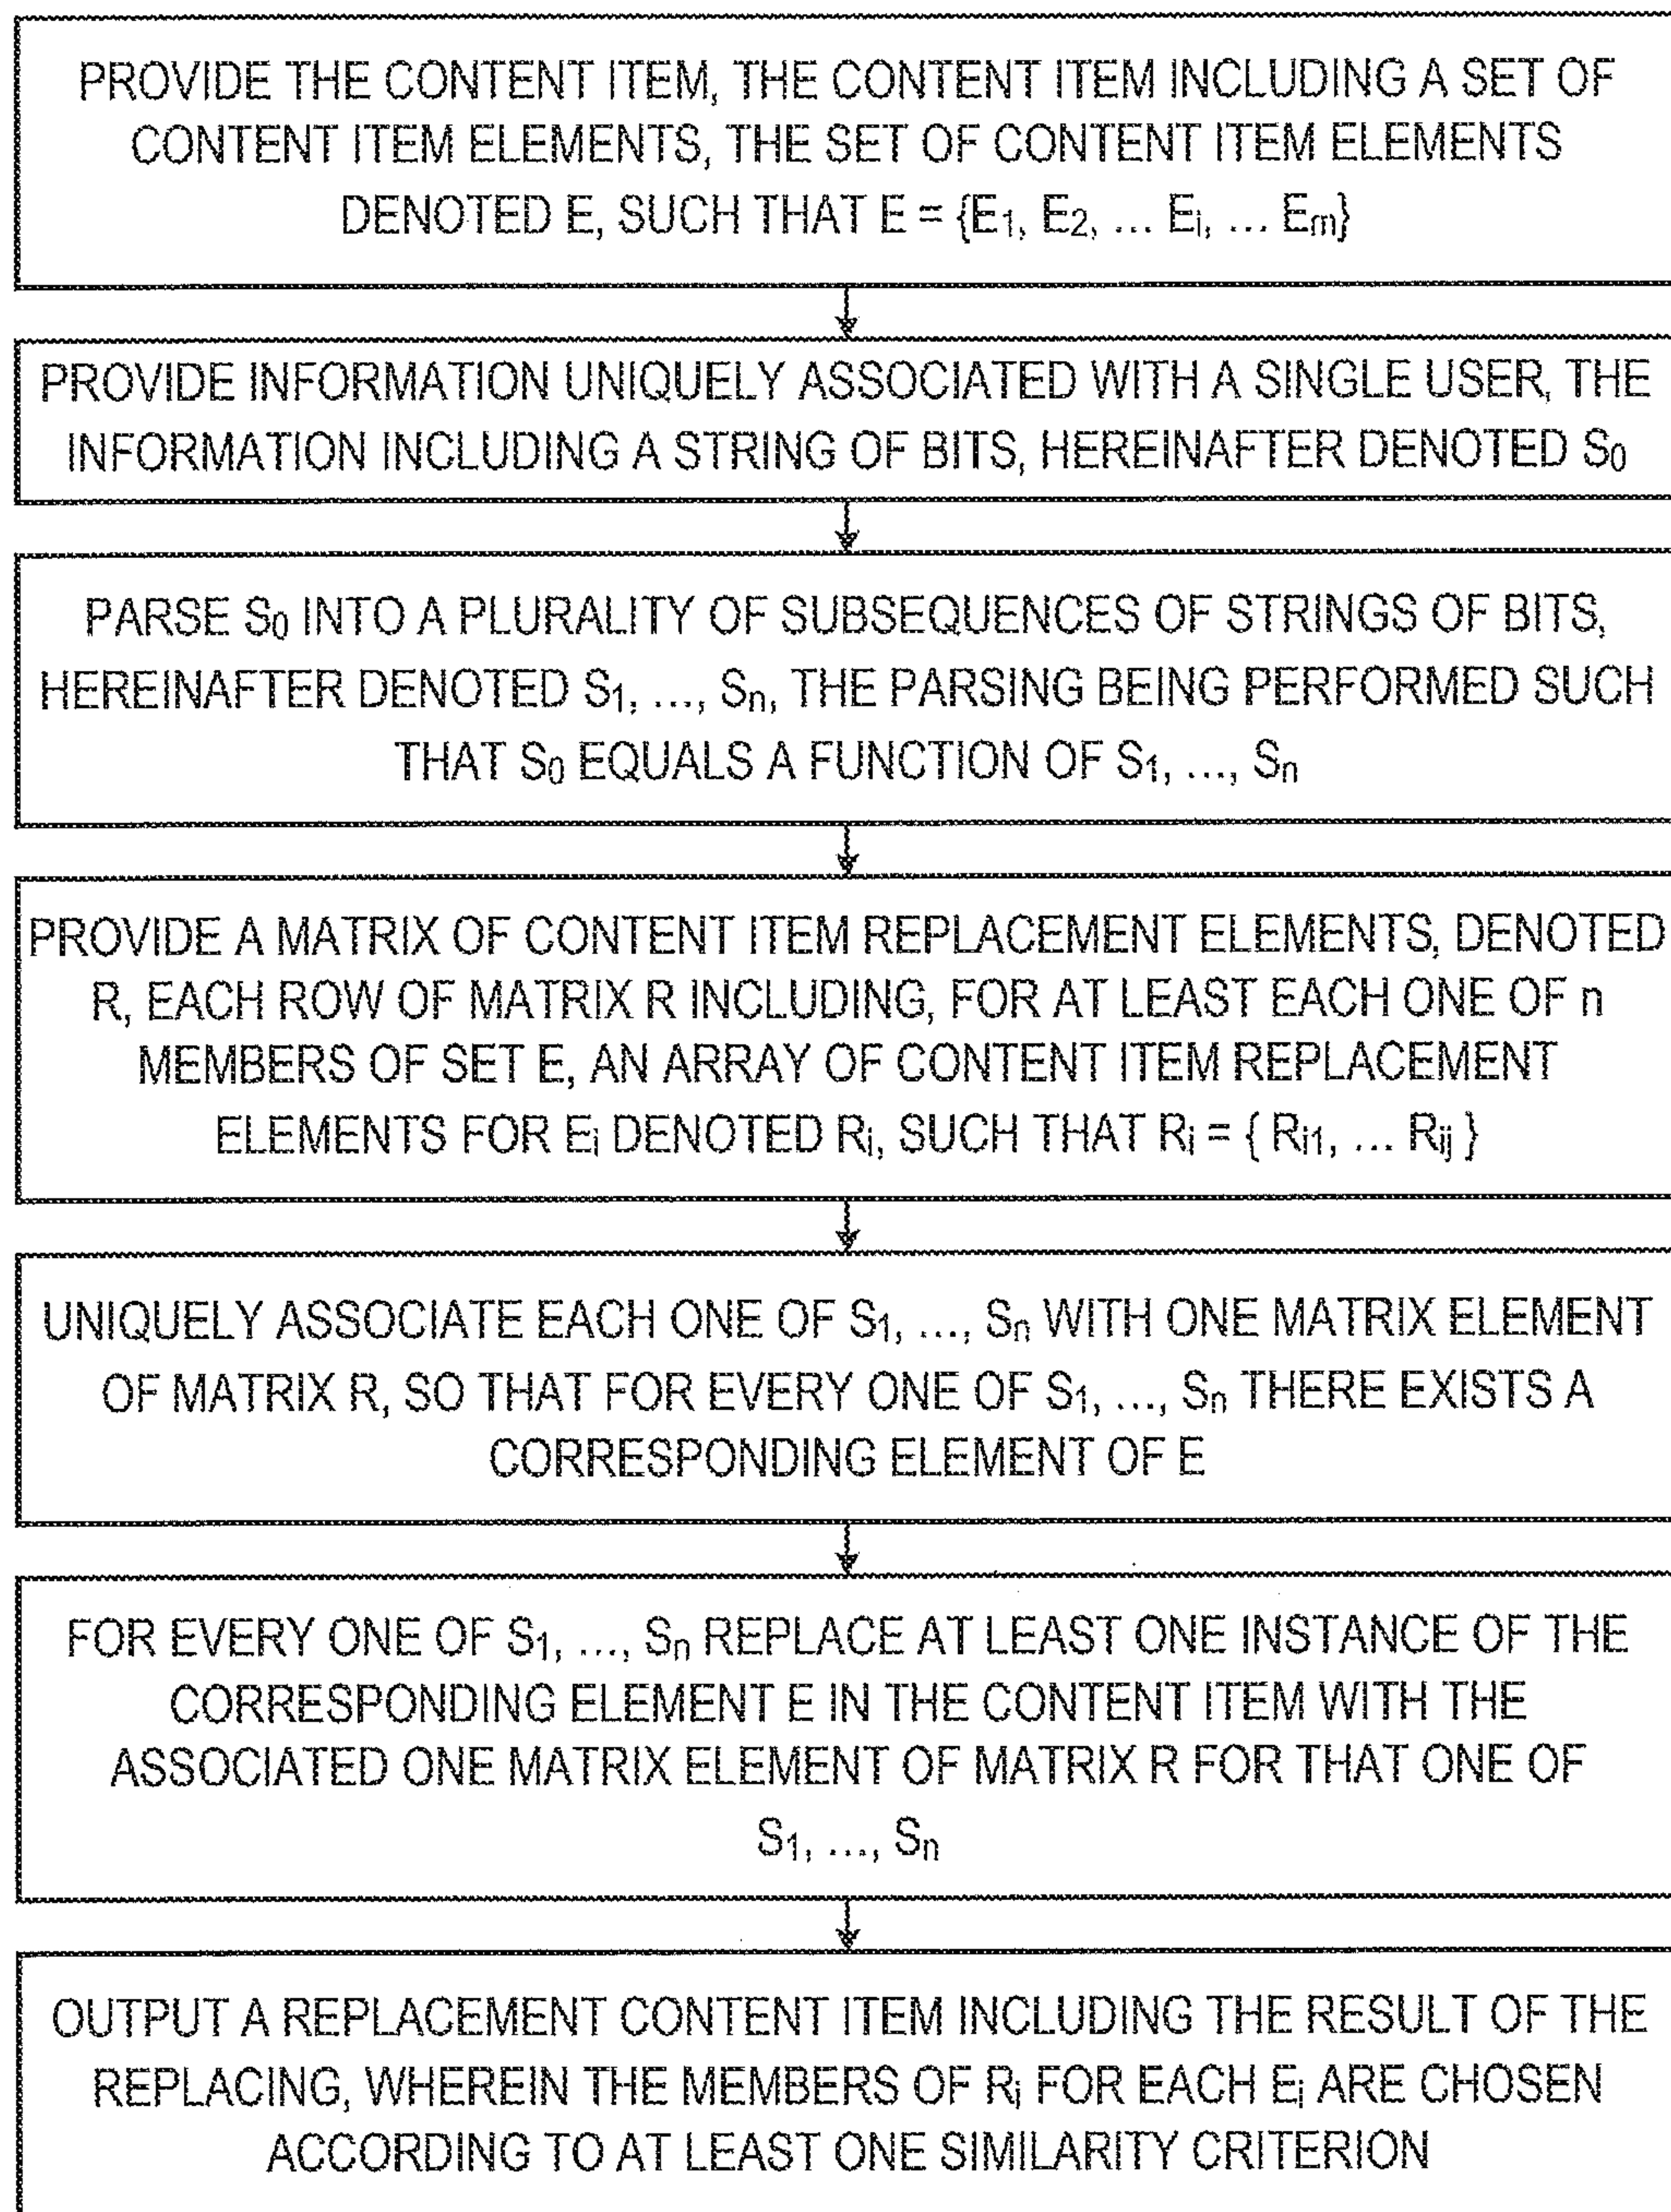 PROVIDE THE CONTENT ITEM, THE CONTENT ITEM INCLUDING A SET OF
CONTENT ITEM ELEMENTS, THE SET OF CONTENT ITEM ELEMENTS
DENOTED E, SUCH THAT E = {E1, E2, ... Ei, ... Em}
PROVIDE INFORMATION UNIQUELY ASSOCIATED WITH A SINGLE USER, THE
INFORMATION INCLUDING A STRING OF BITS, HEREINAFTER DENOTED S0
PARSE S0 INTO A PLURALITY OF SUBSEQUENCES OF STRINGS OF BITS,
HEREINAFTER DENOTED S1, ..., Sn, THE PARSING BEING PERFORMED SUCH
THAT S0 EQUALS A FUNCTION OF S1, ..., Sn
PROVIDE A MATRIX OF CONTENT ITEM REPLACEMENT ELEMENTS, DENOTED
R, EACH ROW OF MATRIX R INCLUDING, FOR AT LEAST EACH ONE OF n
MEMBERS OF SET E, AN ARRAY OF CONTENT ITEM REPLACEMENT
ELEMENTS FOR Ei DENOTED Ri, SUCH THAT Ri = { Ri1, ... Rij }
UNIQUELY ASSOCIATE EACH ONE OF S1, ..., Sn WITH ONE MATRIX ELEMENT
OF MATRIX R, SO THAT FOR EVERY ONE OF S1, ..., Sn THERE EXISTS A
CORRESPONDING ELEMENT OF E
FOR EVERY ONE OF S1, ..., Sn REPLACE AT LEAST ONE INSTANCE OF THE
CORRESPONDING ELEMENT E IN THE CONTENT ITEM WITH THE
ASSOCIATED ONE MATRIX ELEMENT OF MATRIX R FOR THAT ONE OF
S1, ..., Sn
OUTPUT A REPLACEMENT CONTENT ITEM INCLUDING THE RESULT OF THE
REPLACING, WHEREIN THE MEMBERS OF Ri FOR EACH Ei ARE CHOSEN
ACCORDING TO AT LEAST ONE SIMILARITY CRITERION